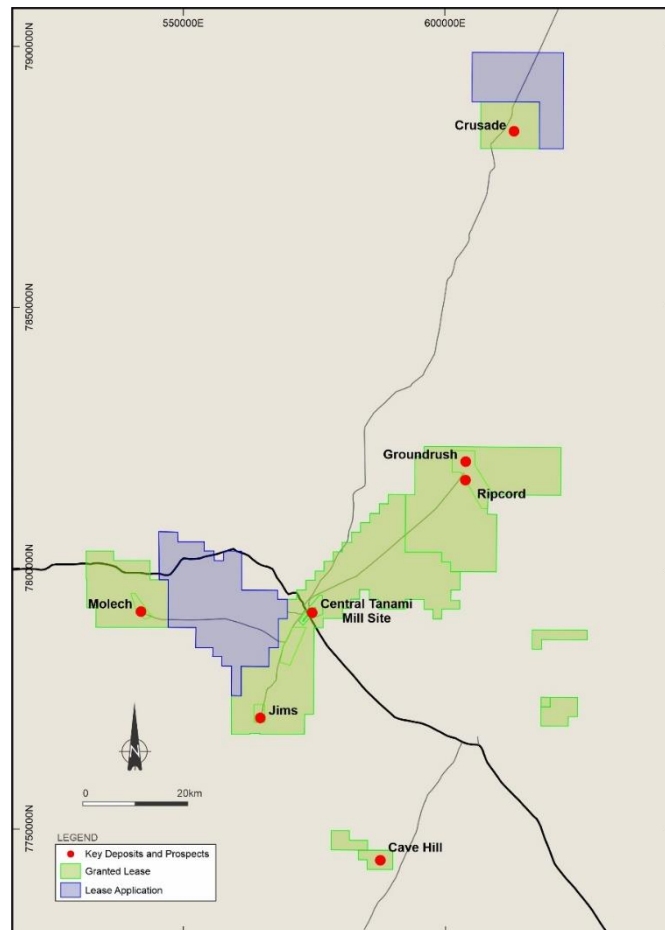 550000E
600000E
7900000N
Crusade
7850000N
Groundrush
Ripcord
7800000N
Molech
Central Tanami
Mill Site
Jims
N
0
20km
7750000N
Cave Hill
LEGEND
Key Deposits and Prospects
Granted Lease
Lease Application